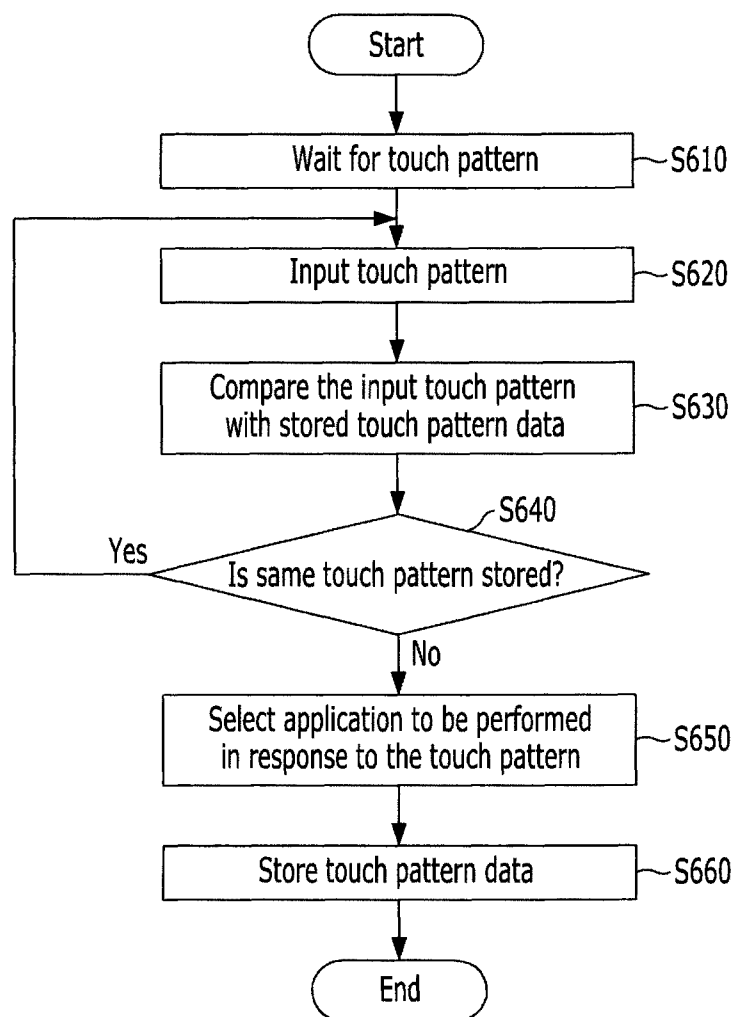 Start
Wait for touch pattern
S610
Input touch pattern
S620
Compare the input touch pattern
with stored touch pattern data
S630
S640
Yes
Is same touch pattern stored?
No
Select application to be performed
in response to the touch pattern
S650
Store touch pattern data
S660
End